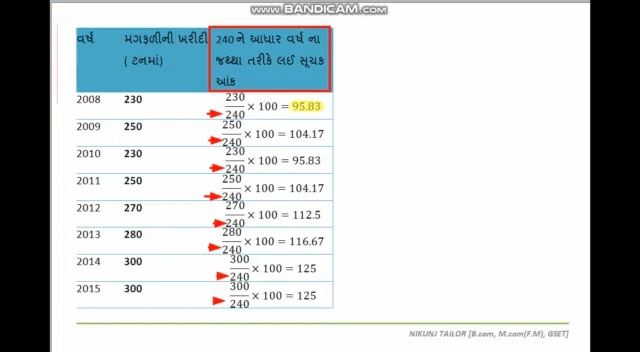 WWW.BANDICAM.COM
વર્ષ મગફળીની ખરીદી 240 ને આધાર વર્ષ ના
( ટનમાં) જથ્થા તરીકે લઈ સૂચક
આંક
2008 230 230/240 × 100 = 95.83
2009 250 250/240 × 100 = 104.17
2010 230 230/240 × 100 = 95.83
2011 250 250/240 × 100 = 104.17
2012 270 270/240 × 100 = 112.5
2013 280 280/240 × 100 = 116.67
2014 300 300/240 × 100 = 125
2015 300 300/240 × 100 = 125
NIKUNJ TAILOR [B.com, M.com(F.M), GSET]